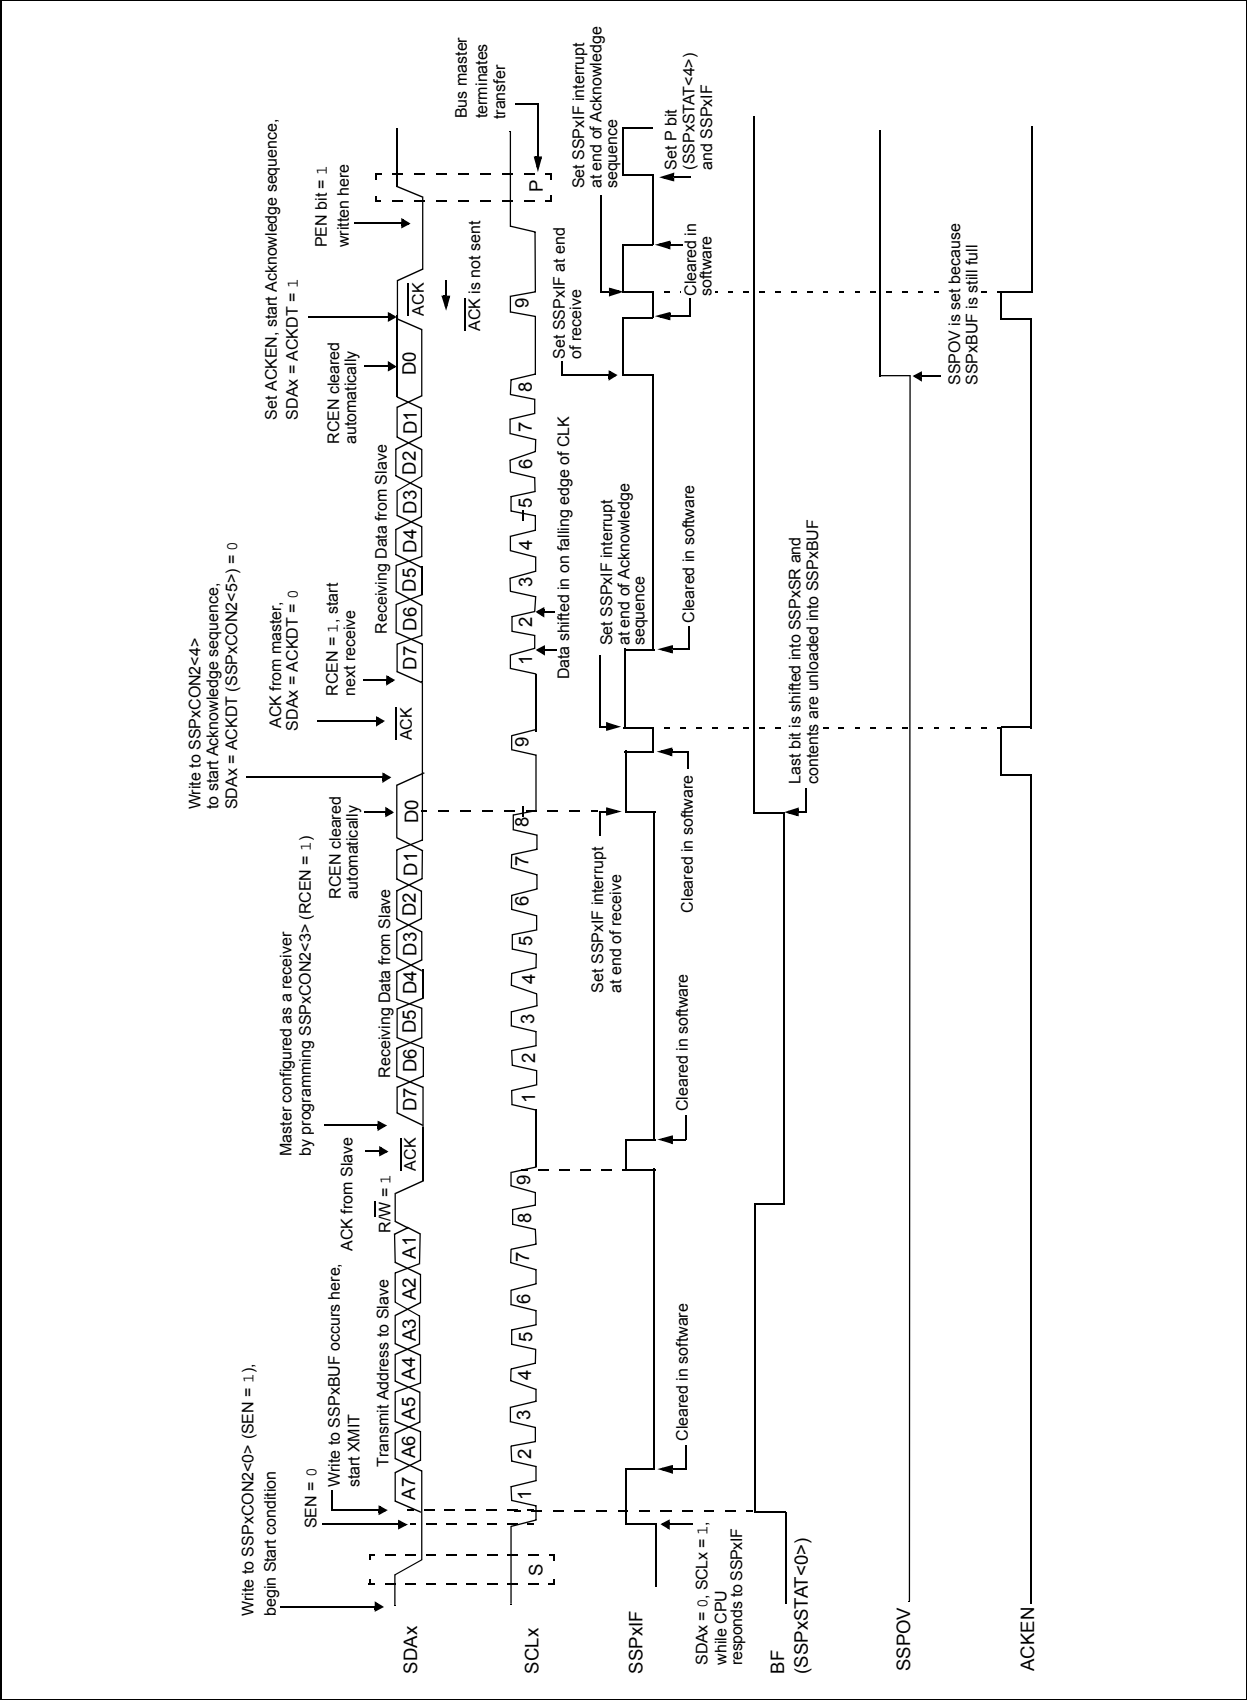 Write to SSPxCON2<0> (SEN = 1),
begin Start condition
SEN = 0
Write to SSPxBUF occurs here,
start XMIT
Transmit Address to Slave
R/W = 1
ACK from Slave
Master configured as a receiver
by programming SSPxCON2<3> (RCEN = 1)
Receiving Data from Slave
RCEN cleared
automatically
Write to SSPxCON2<4>
to start Acknowledge sequence,
SDAx = ACKDT (SSPxCON2<5>) = 0
ACK from master,
SDAx = ACKDT = 0
RCEN = 1, start
next receive
Receiving Data from Slave
RCEN cleared
automatically
Set ACKEN, start Acknowledge sequence,
SDAx = ACKDT = 1
PEN bit = 1
written here
SDAx
A7 A6 A5 A4 A3 A2 A1 ACK D7 D6 D5 D4 D3 D2 D1 D0 ACK D7 D6 D5 D4 D3 D2 D1 D0 ACK
ACK is not sent
Bus master
terminates
transfer
SCLx
S 1 2 3 4 5 6 7 8 9 1 2 3 4 5 6 7 8 9 1 2 3 4 5 6 7 8 9 P
Data shifted in on falling edge of CLK
Set SSPxIF interrupt
at end of receive
Set SSPxIF interrupt
at end of Acknowledge
sequence
Set SSPxIF at end
of receive
Set SSPxIF interrupt
at end of Acknowledge
sequence
SSPxIF
SDAx = 0, SCLx = 1,
while CPU
responds to SSPxIF
Cleared in software
Cleared in software
Cleared in software
Cleared in software
Cleared in
software
Set P bit
(SSPxSTAT<4>)
and SSPxIF
BF
(SSPxSTAT<0>)
Last bit is shifted into SSPxSR and
contents are unloaded into SSPxBUF
SSPOV
SSPOV is set because
SSPxBUF is still full
ACKEN